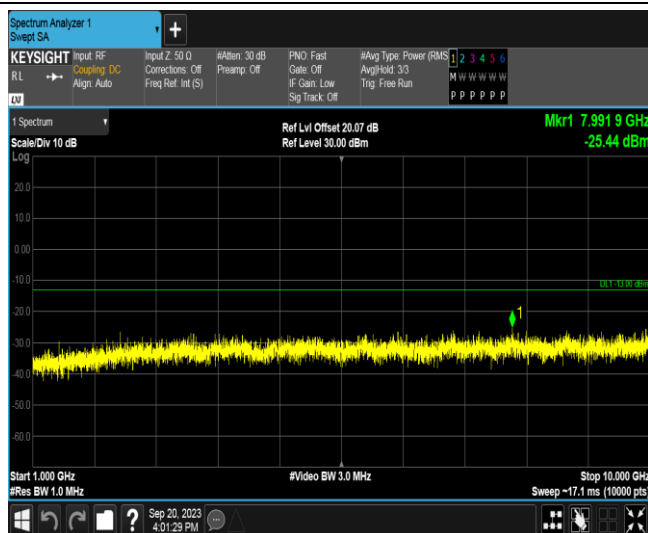 Spectrum Analyzer 1
Swept SA
KEYSIGHT
RL
Input: RF
Coupling: DC
Align: Auto
Input Z: 50 Ω
Corrections: Off
Freq Ref: Int (S)
#Atten: 30 dB
Preamp: Off
PNO: Fast
Gate: Off
IF Gain: Low
Sig Track: Off
#Avg Type: Power (RMS
Avg|Hold: 3/3
Trig: Free Run
1 2 3 4 5 6
M W W W W W
P P P P P P
LXI
1 Spectrum
Scale/Div 10 dB
Log
Ref Lvl Offset 20.07 dB
Ref Level 30.00 dBm
Mkr1 7.991 9 GHz
-25.44 dBm
20.0
10.0
0.00
-10.0
DL1 -13.00 dBm
-20.0
1
-30.0
-40.0
-50.0
-60.0
Start 1.000 GHz
#Video BW 3.0 MHz
Stop 10.000 GHz
#Res BW 1.0 MHz
Sweep ~17.1 ms (10000 pts)
?
Sep 20, 2023
4:01:29 PM